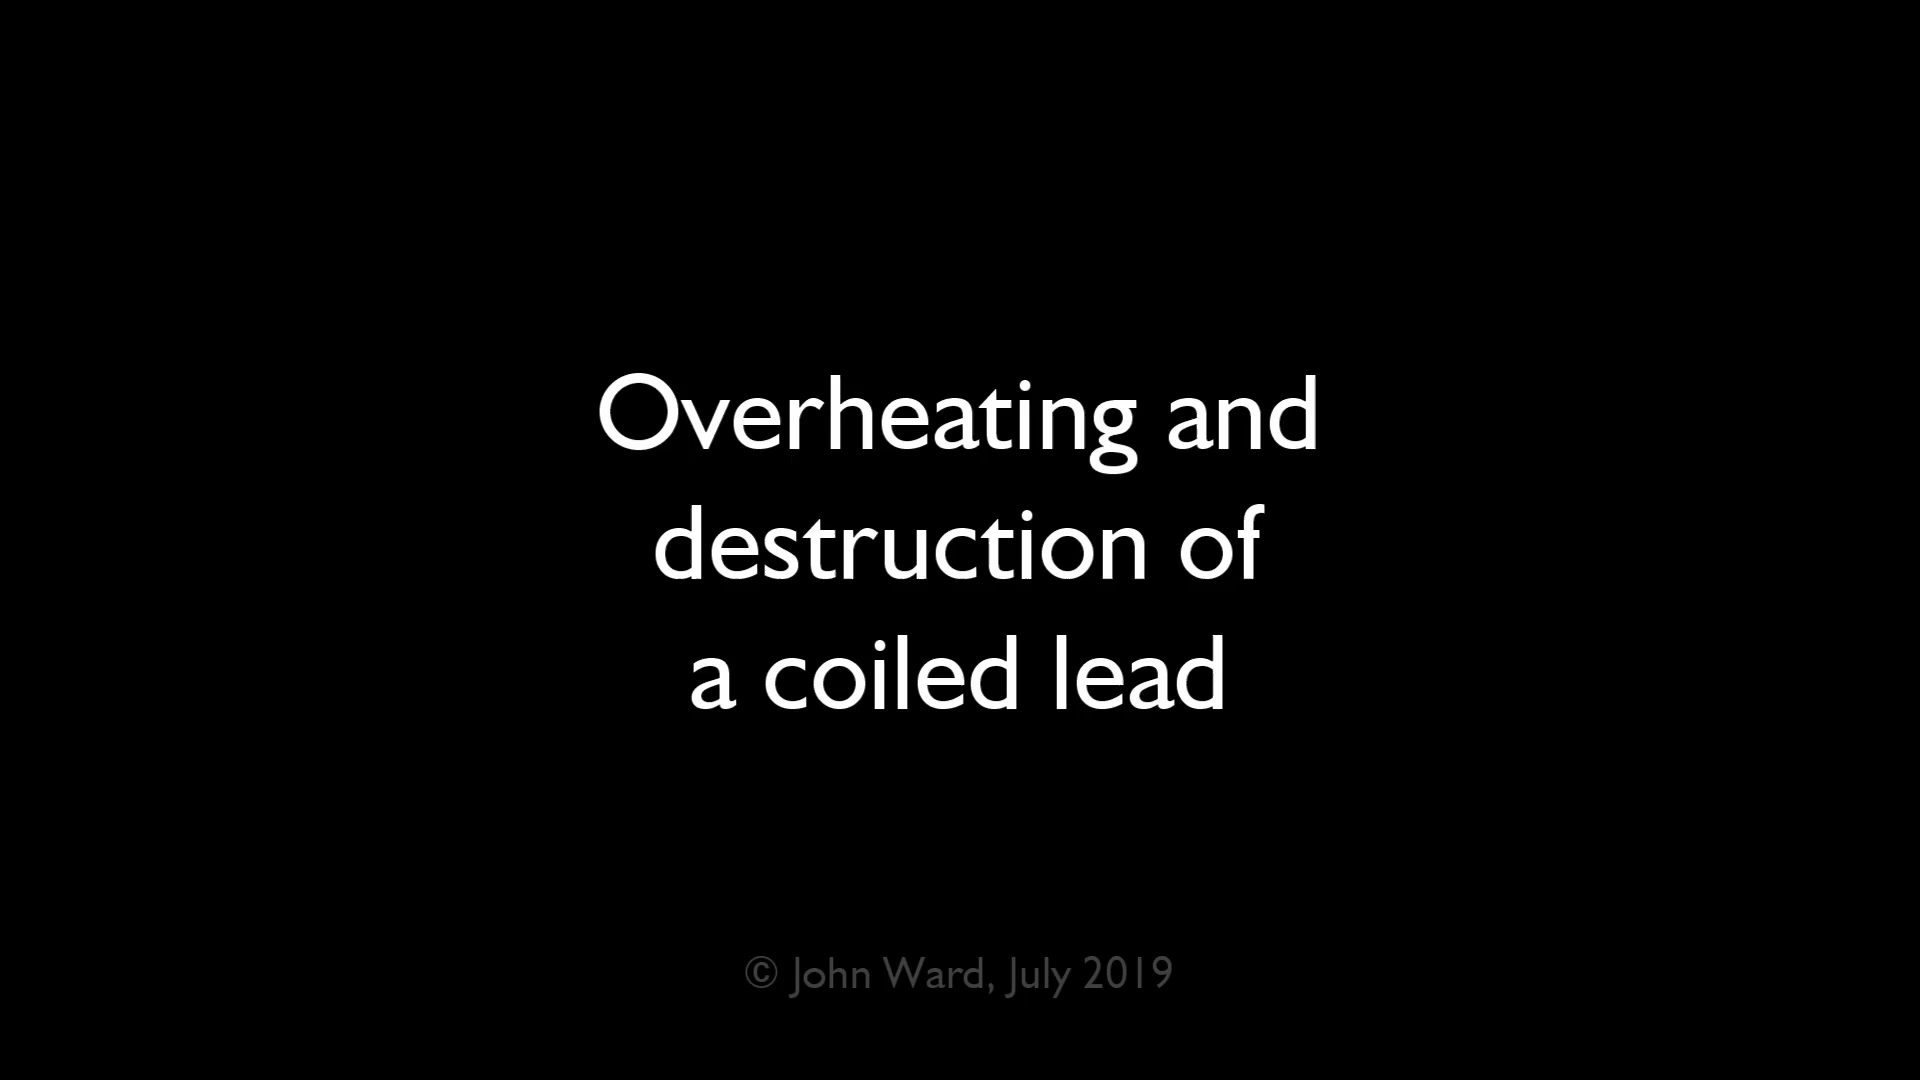 Overheating and
destruction of
a coiled lead
© John Ward, July 2019